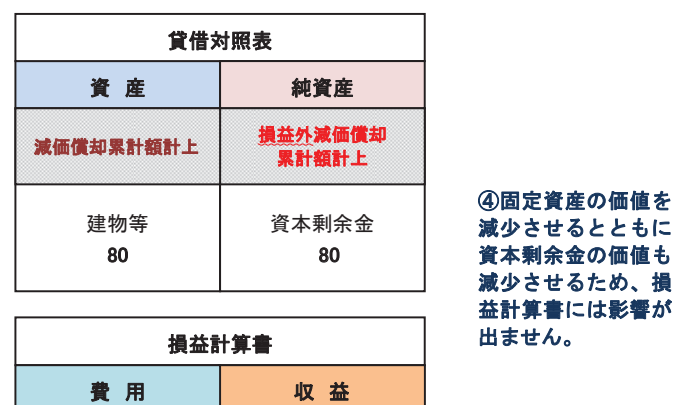 貸借対照表
資 産
純資産
減価償却累計額計上
損益外減価償却
累計額計上
建物等
80
資本剰余金
80
④固定資産の価値を
減少させるとともに
資本剰余金の価値も
減少させるため、損
益計算書には影響が
出ません。
損益計算書
費 用
収 益